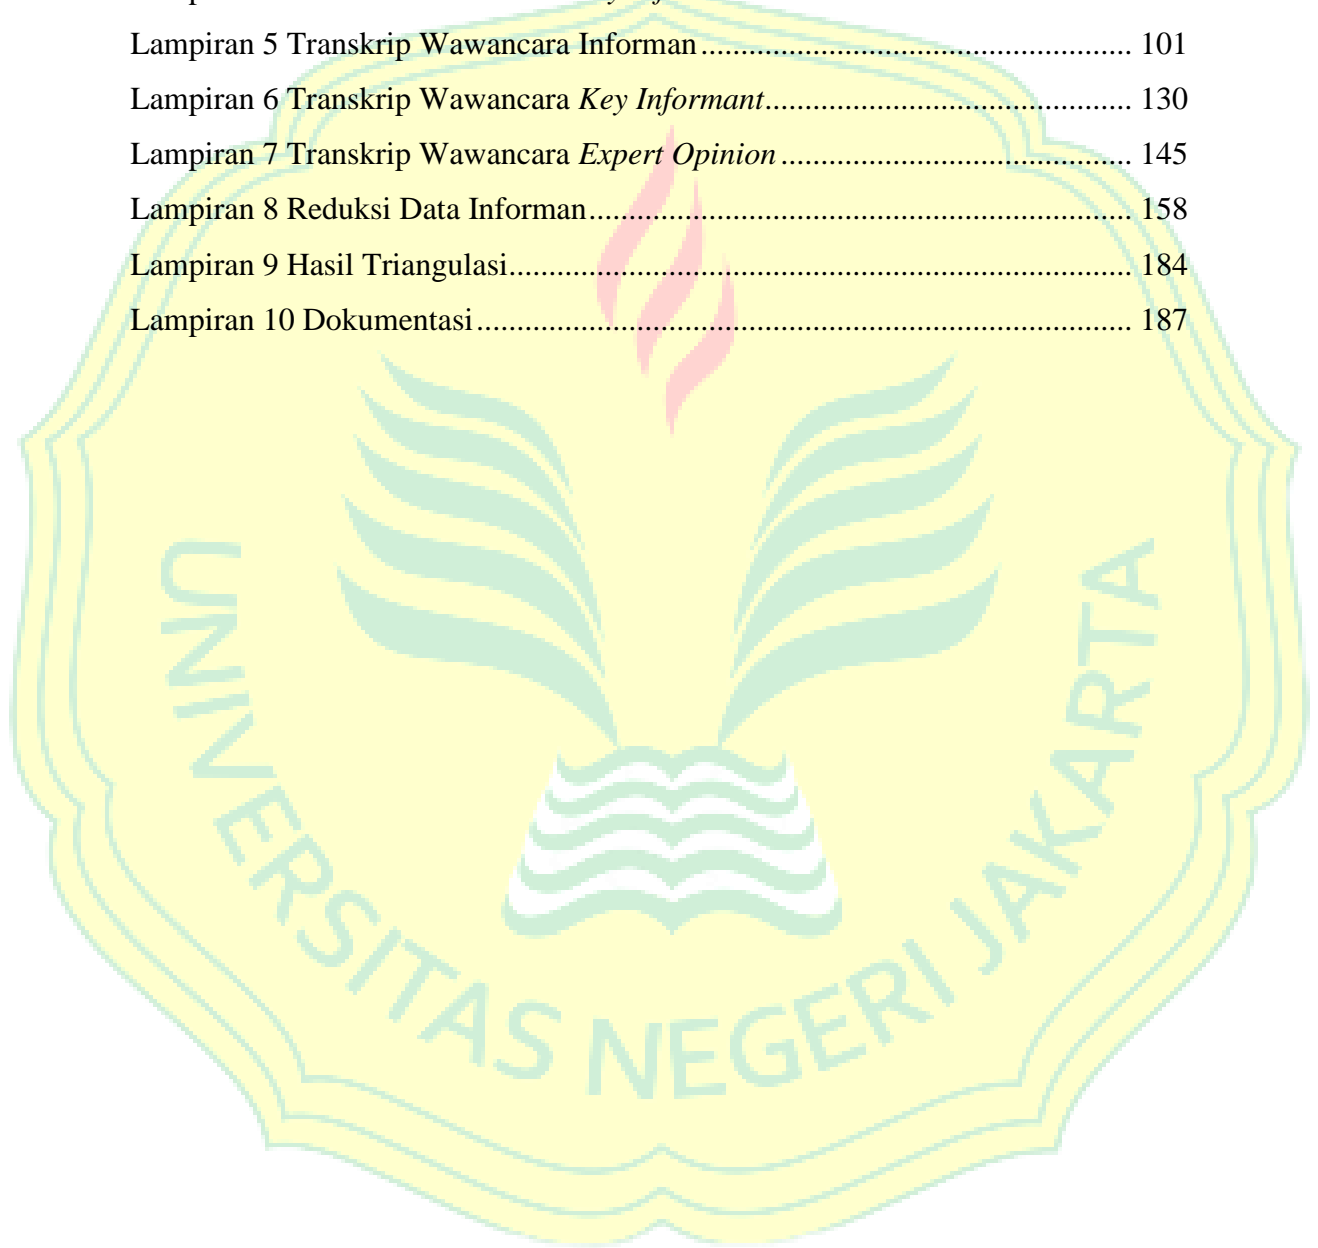 Lampiran 5 Transkrip Wawancara Informan........................................................ 101
Lampiran 6 Transkrip Wawancara Key Informant............................................... 130
Lampiran 7 Transkrip Wawancara Expert Opinion............................................. 145
Lampiran 8 Reduksi Data Informan..................................................................... 158
Lampiran 9 Hasil Triangulasi............................................................................... 184
Lampiran 10 Dokumentasi................................................................................... 187
UNIVERSITAS NEGERI JAKARTA